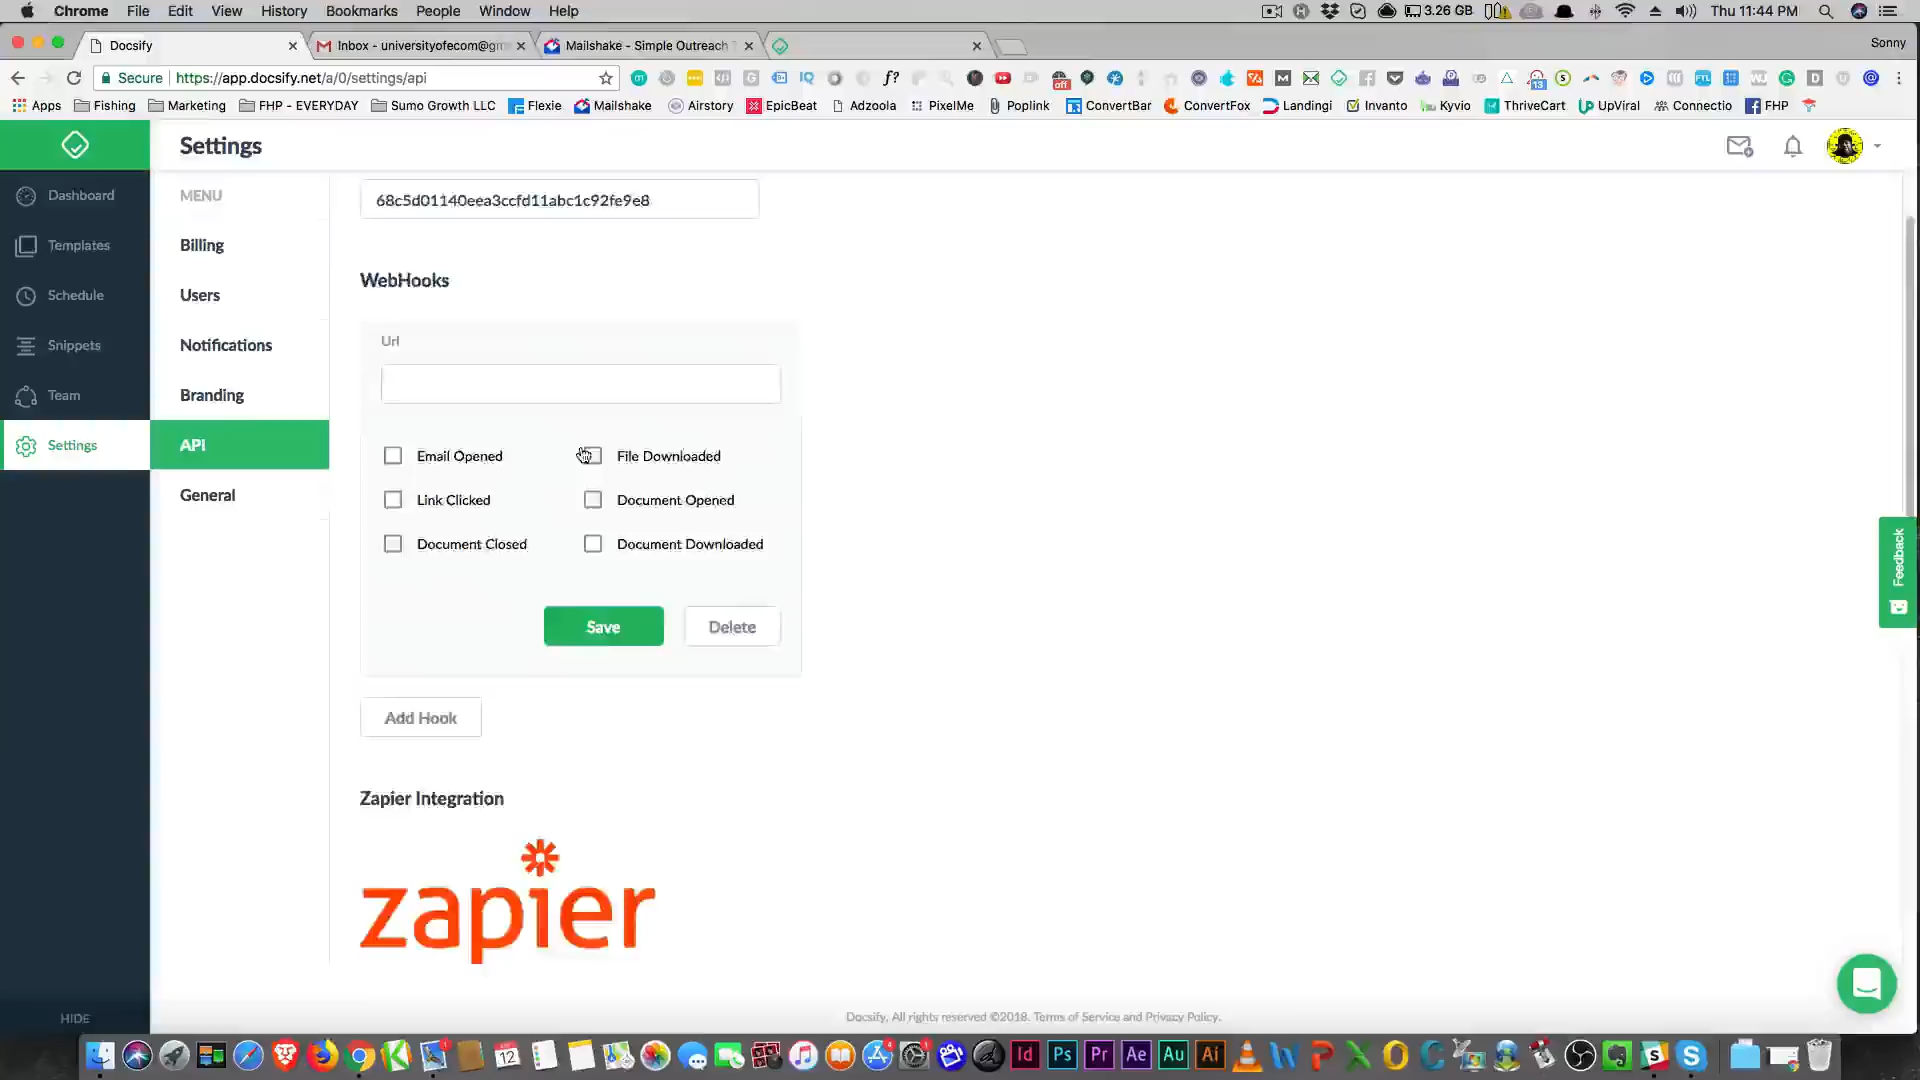 Chrome File Edit View History Bookmarks People Window Help 3.26 GB Thu 11:44 PM
Docsify Inbox - universityofecom@gm Mailshake - Simple Outreach T Sonny
Secure https://app.docsify.net/a/0/settings/api
Apps Fishing Marketing FHP - EVERYDAY Sumo Growth LLC Flexie Mailshake Airstory EpicBeat Adzoola PixelMe Poplink ConvertBar ConvertFox Landingi Invanto Kyvio ThriveCart UpViral Connectio FHP
Settings
Dashboard
Templates
Schedule
Snippets
Team
Settings
HIDE
MENU
Billing
Users
Notifications
Branding
API
General
68c5d01140eea3ccfd11abc1c92fe9e8
WebHooks
Url
Email Opened File Downloaded
Link Clicked Document Opened
Document Closed Document Downloaded
Save Delete
Add Hook
Zapier Integration
zapier
Feedback
Docsify, All rights reserved ©2018. Terms of Service and Privacy Policy.